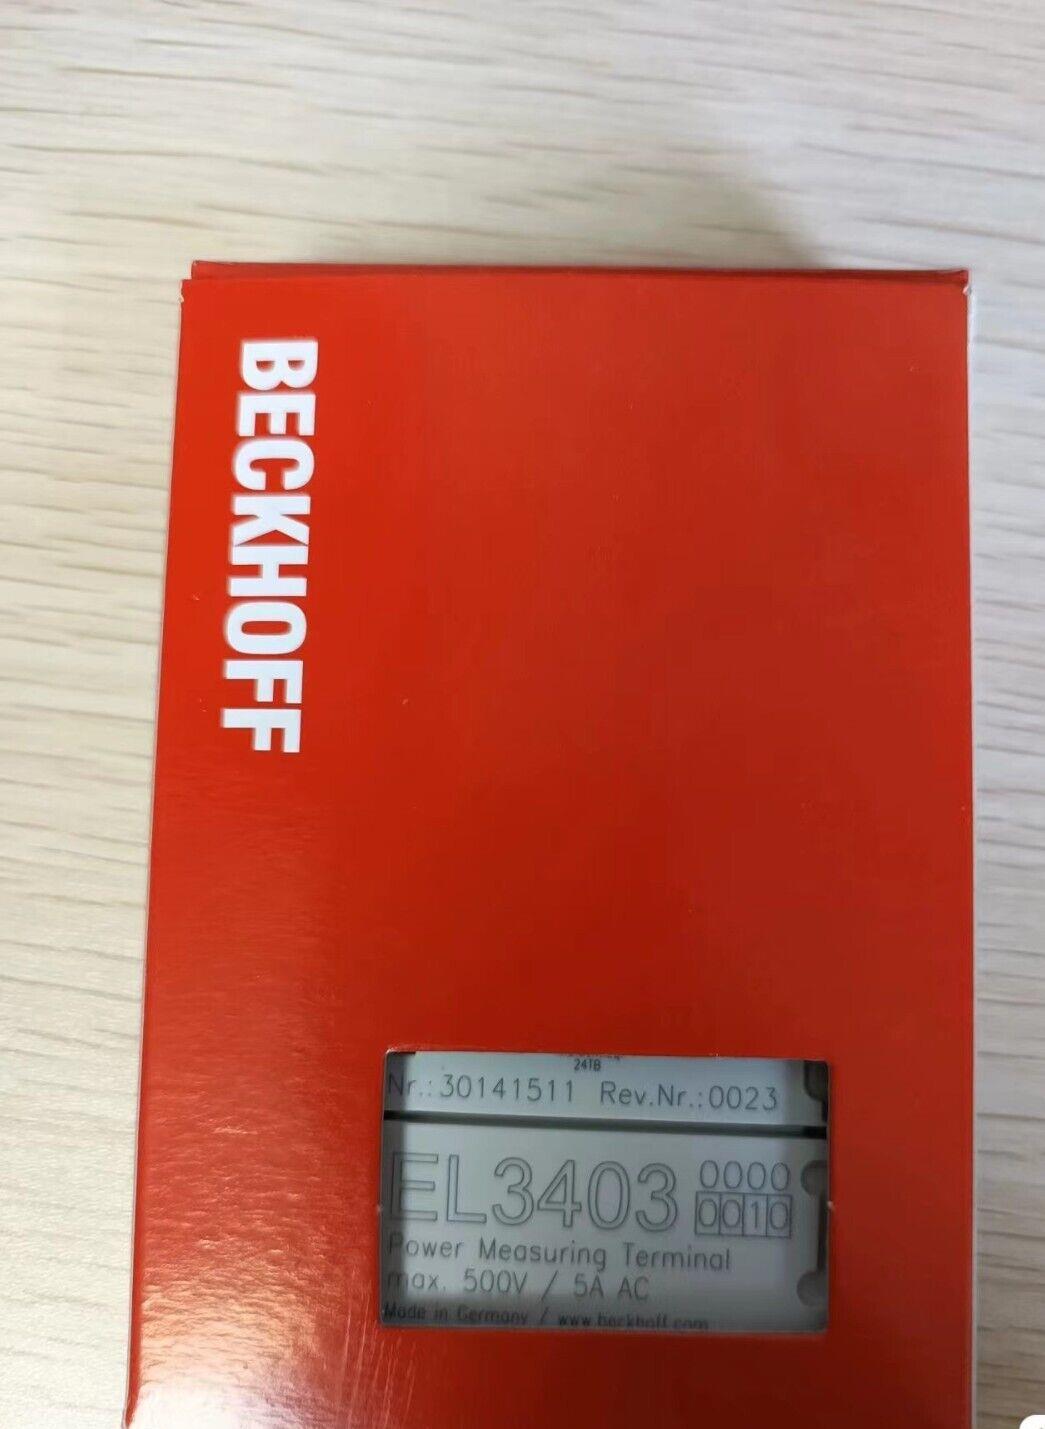 BECKHOFF
24TB
Nr.: 30141511 Rev.Nr.:0023
EL3403 0000
0010
Power Measuring Terminal
max. 500V / 5A AC
Made in Germany / www.beckhoff.com